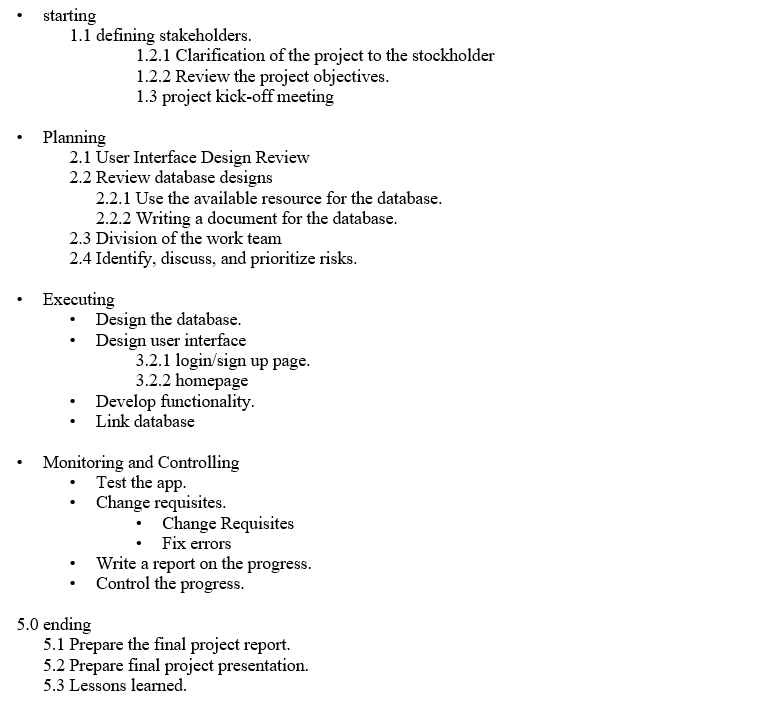 • starting
1.1 defining stakeholders.
1.2.1 Clarification of the project to the stockholder
1.2.2 Review the project objectives.
1.3 project kick-off meeting
• Planning
2.1 User Interface Design Review
2.2 Review database designs
2.2.1 Use the available resource for the database.
2.2.2 Writing a document for the database.
2.3 Division of the work team
2.4 Identify, discuss, and prioritize risks.
• Executing
• Design the database.
• Design user interface
3.2.1 login/sign up page.
3.2.2 homepage
• Develop functionality.
• Link database
• Monitoring and Controlling
• Test the app.
• Change requisites.
• Change Requisites
• Fix errors
• Write a report on the progress.
• Control the progress.
5.0 ending
5.1 Prepare the final project report.
5.2 Prepare final project presentation.
5.3 Lessons learned.